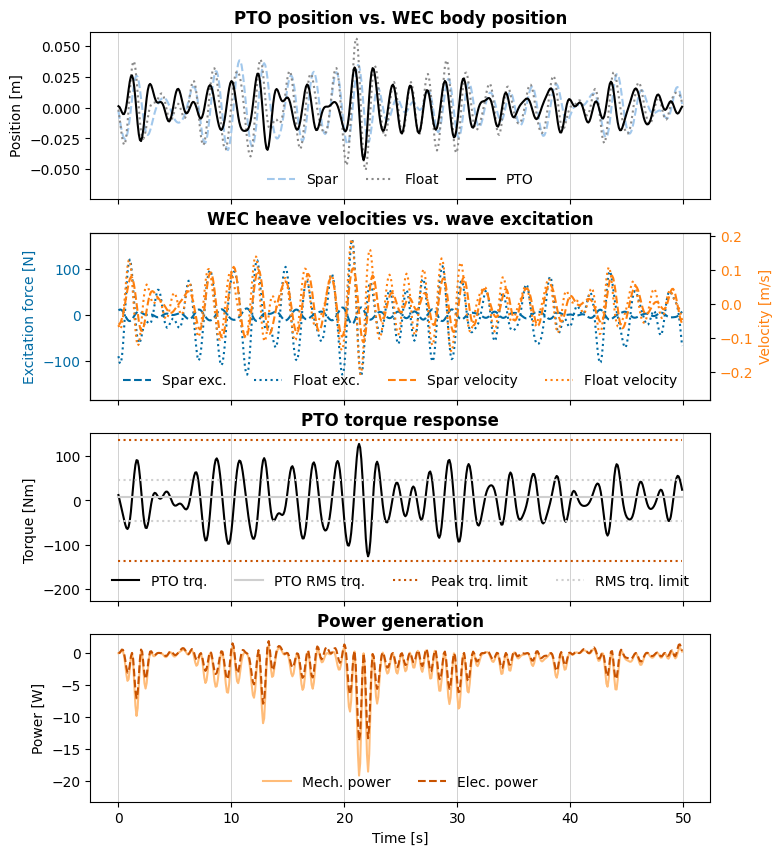 PTO position vs. WEC body position
Position [m]
0.050
0.025
0.000
−0.025
−0.050
Spar Float PTO
WEC heave velocities vs. wave excitation
Excitation force [N]
100
0
−100
0.2
0.1
0.0
−0.1
−0.2
Velocity [m/s]
Spar exc. Float exc. Spar velocity Float velocity
PTO torque response
Torque [Nm]
100
0
−100
−200
PTO trq. PTO RMS trq. Peak trq. limit RMS trq. limit
Power generation
Power [W]
0
−5
−10
−15
−20
Mech. power Elec. power
0 10 20 30 40 50
Time [s]